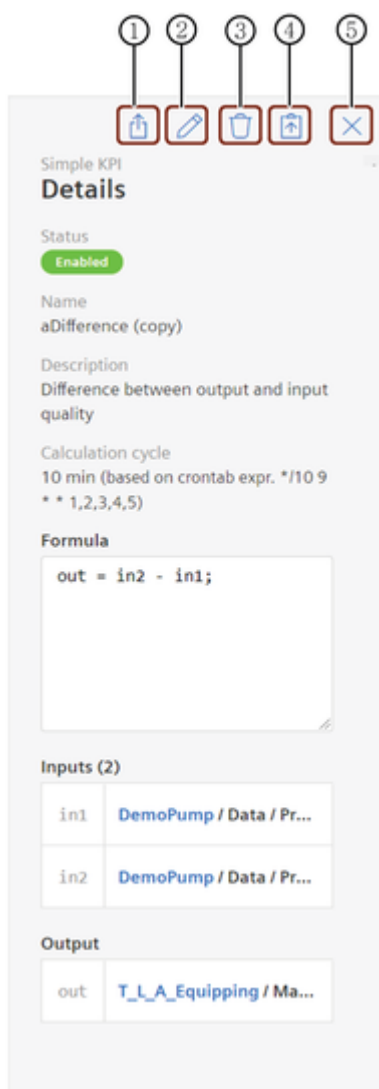 ① ② ③ ④ ⑤
Simple KPI
Details
Status
Enabled
Name
aDifference (copy)
Description
Difference between output and input
quality
Calculation cycle
10 min (based on crontab expr. */10 9
* * 1,2,3,4,5)
Formula
out = in2 - in1;
Inputs (2)
in1 DemoPump / Data / Pr...
in2 DemoPump / Data / Pr...
Output
out T_L_A_Equipping / Ma...